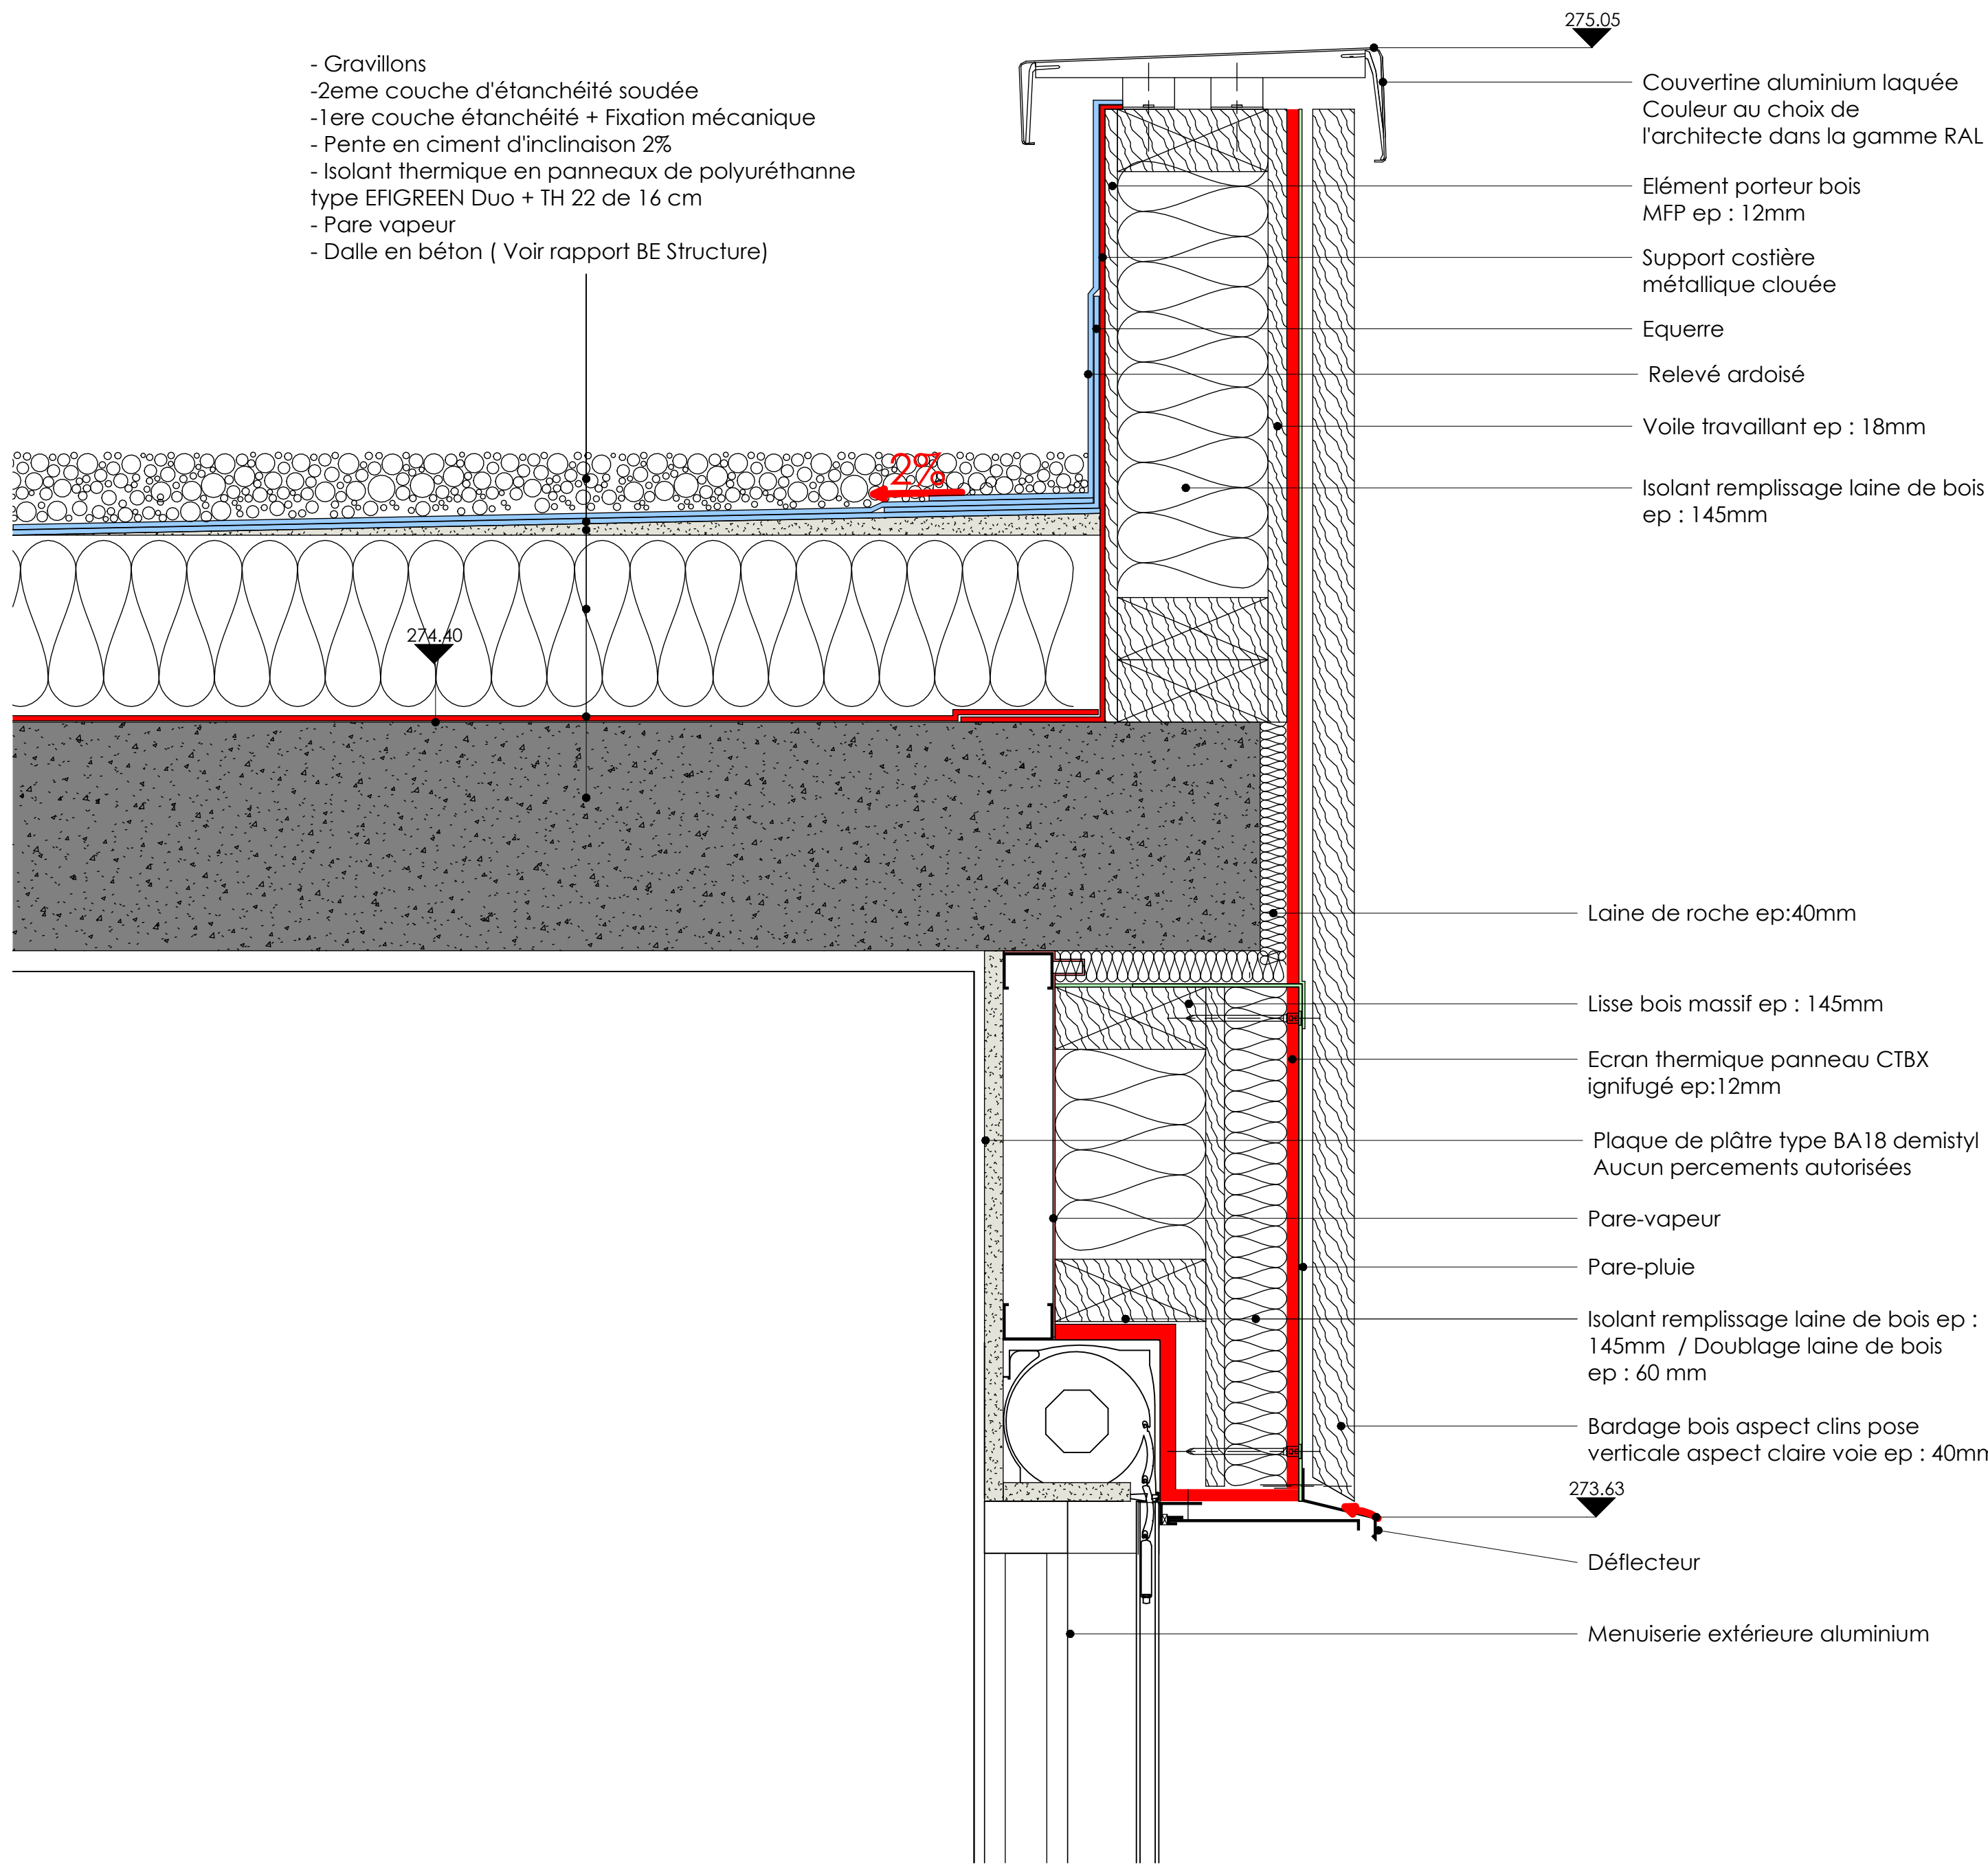 275.05
- Gravillons
-2eme couche d'étanchéité soudée
-1ere couche étanchéité + Fixation mécanique
- Pente en ciment d'inclinaison 2%
- Isolant thermique en panneaux de polyuréthanne
type EFIGREEN Duo + TH 22 de 16 cm
- Pare vapeur
- Dalle en béton ( Voir rapport BE Structure)
Couvertine aluminium laquée
Couleur au choix de
l'architecte dans la gamme RAL
Elément porteur bois
MFP ep : 12mm
Support costière
métallique clouée
Equerre
Relevé ardoisé
Voile travaillant ep : 18mm
2%
Isolant remplissage laine de bois
ep : 145mm
274.40
Laine de roche ep:40mm
Lisse bois massif ep : 145mm
Ecran thermique panneau CTBX
ignifugé ep:12mm
Plaque de plâtre type BA18 demistyl
Aucun percements autorisées
Pare-vapeur
Pare-pluie
Isolant remplissage laine de bois ep :
145mm / Doublage laine de bois
ep : 60 mm
Bardage bois aspect clins pose
verticale aspect claire voie ep : 40mm
273.63
Déflecteur
Menuiserie extérieure aluminium